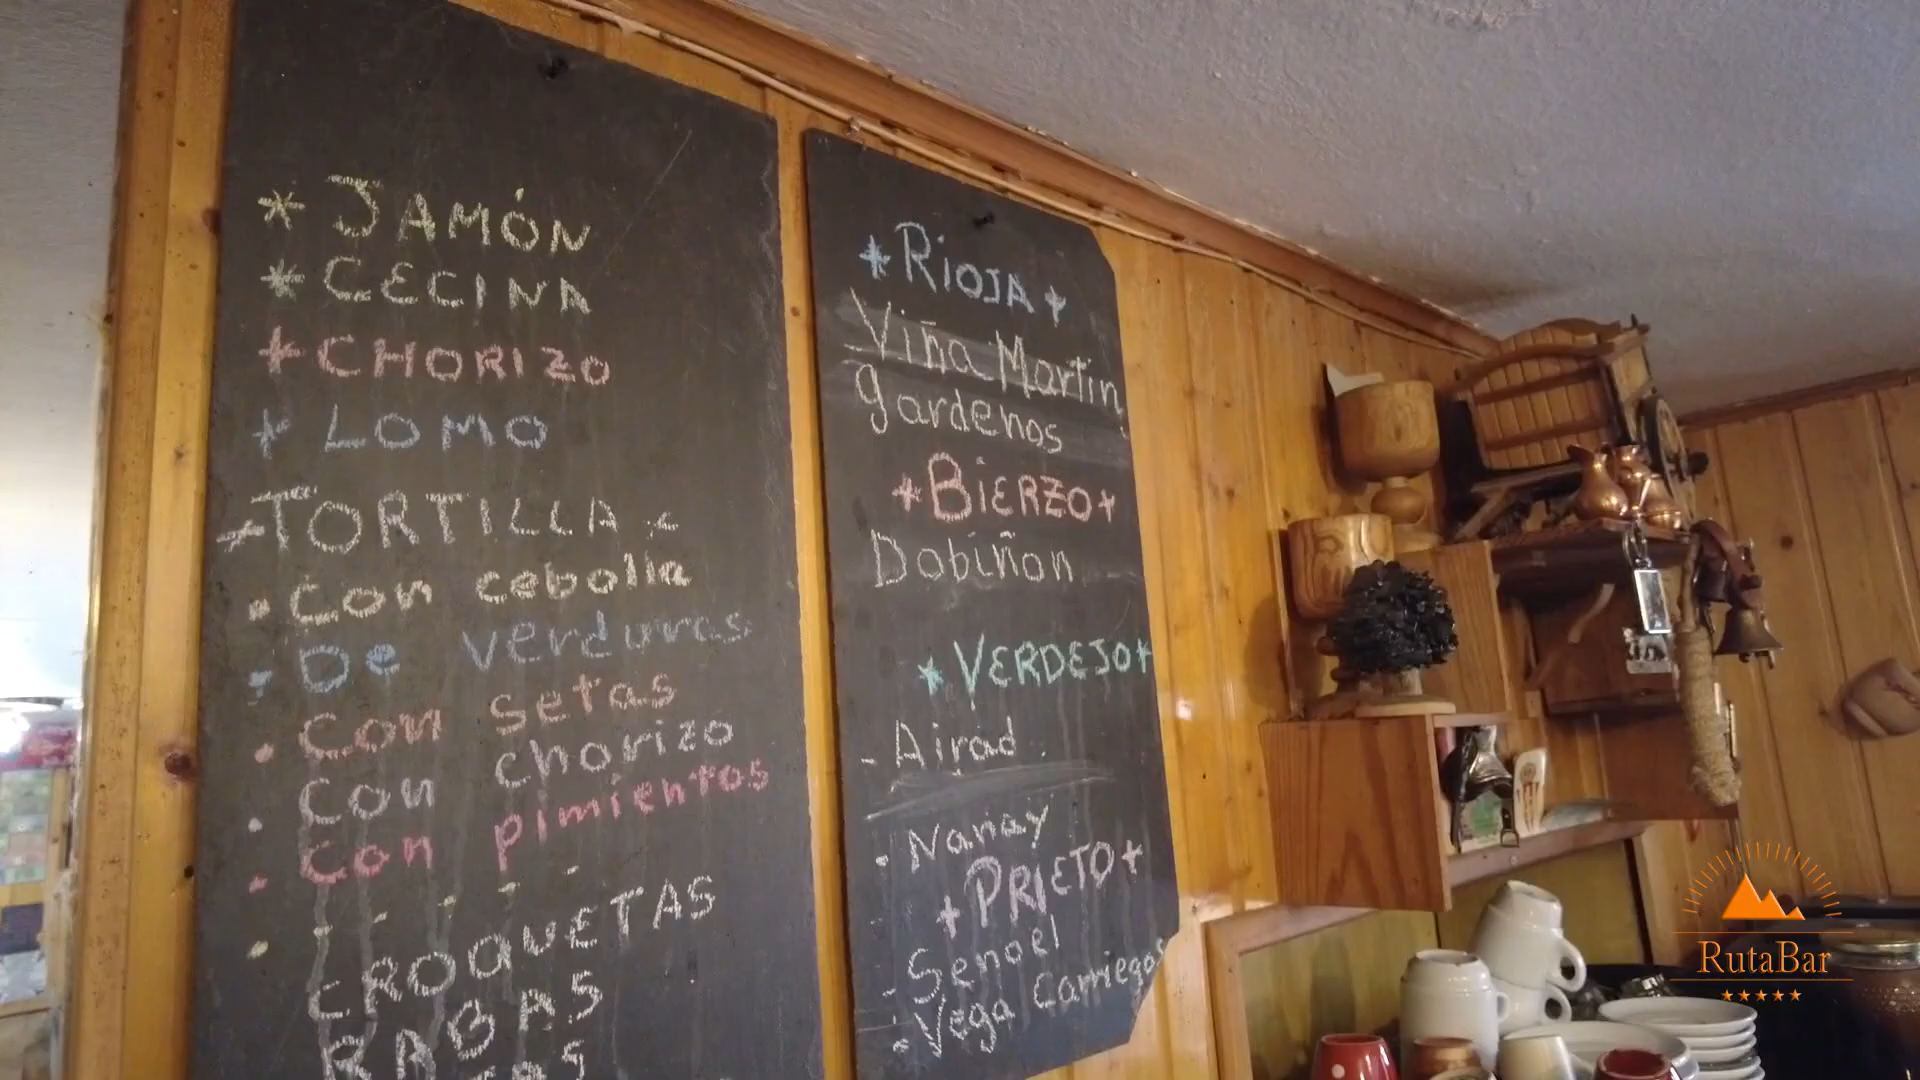 * JAMÓN
* CECINA
+ CHORIZO
+ LOMO
+ TORTILLA
• Con cebolla
• De verduras
• Con setas
• Con chorizo
• Con pimientos
CROQUETAS
RABAS
* RIOJA +
Viña Martin
gardenos
+ BIERZO +
Dobiñon
* VERDEJO +
- Airad
• Nanay
+ PRIETO +
- Senoel
• Vega Carriegos
RutaBar